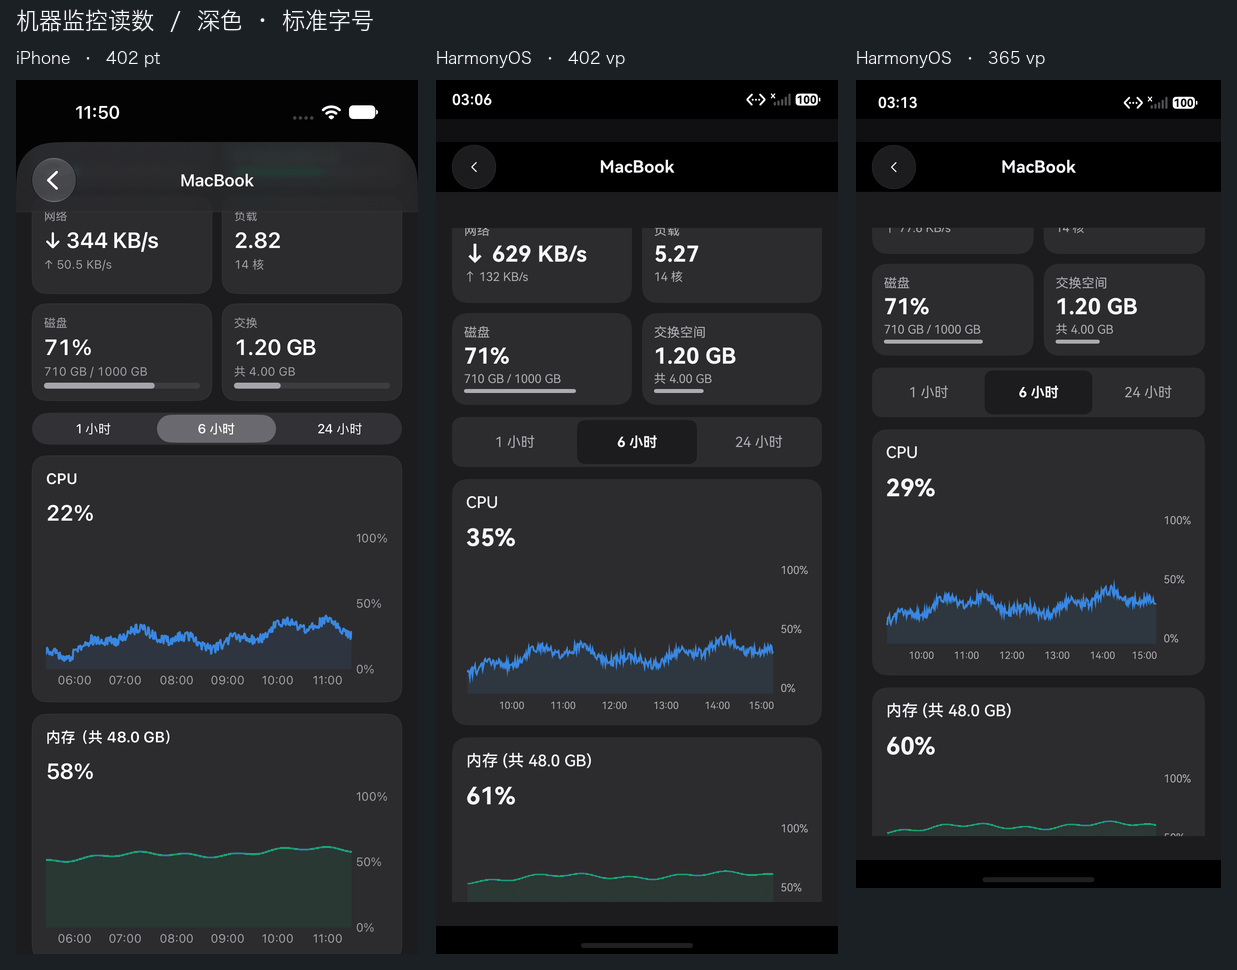 机器监控读数 / 深色 · 标准字号
iPhone · 402 pt
11:50
MacBook
网络
↓ 344 KB/s
↑ 50.5 KB/s
负载
2.82
14 核
磁盘
71%
710 GB / 1000 GB
交换
1.20 GB
共 4.00 GB
1 小时
6 小时
24 小时
CPU
22%
100%
50%
0%
06:00 07:00 08:00 09:00 10:00 11:00
内存 (共 48.0 GB)
58%
100%
50%
0%
06:00 07:00 08:00 09:00 10:00 11:00
HarmonyOS · 402 vp
03:06
100
MacBook
网络
↓ 629 KB/s
↑ 132 KB/s
负载
5.27
14 核
磁盘
71%
710 GB / 1000 GB
交换空间
1.20 GB
共 4.00 GB
1 小时
6 小时
24 小时
CPU
35%
100%
50%
0%
10:00 11:00 12:00 13:00 14:00 15:00
内存 (共 48.0 GB)
61%
100%
50%
HarmonyOS · 365 vp
03:13
100
MacBook
↑ 77.6 KB/s
14 核
磁盘
71%
710 GB / 1000 GB
交换空间
1.20 GB
共 4.00 GB
1 小时
6 小时
24 小时
CPU
29%
100%
50%
0%
10:00 11:00 12:00 13:00 14:00 15:00
内存 (共 48.0 GB)
60%
100%
50%